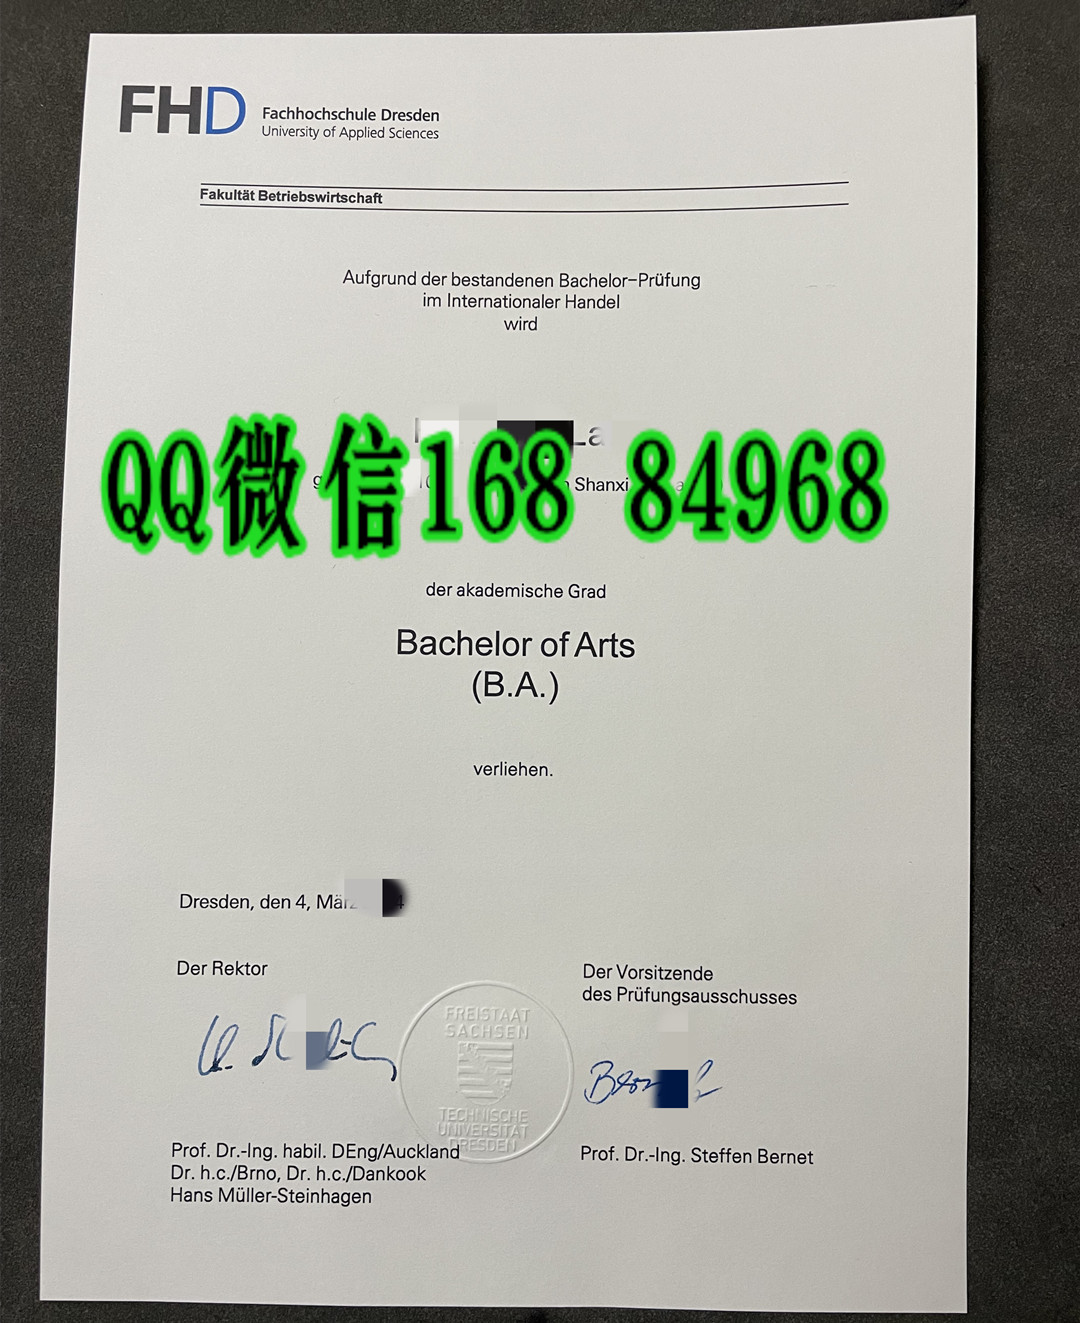 FHD
Fachhochschule Dresden
University of Applied Sciences
Fakultät Betriebswirtschaft
Aufgrund der bestandenen Bachelor-Prüfung
im Internationaler Handel
wird
QQ微信168 84968
Shanxi
der akademische Grad
Bachelor of Arts
(B.A.)
verliehen.
Dresden, den 4, März
Der Rektor
Der Vorsitzende
des Prüfungsausschusses
FREISTAAT
SACHSEN
TECHNISCHE
UNIVERSITÄT
DRESDEN
Prof. Dr.-Ing. habil. DEng/Auckland
Dr. h.c./Brno, Dr. h.c./Dankook
Hans Müller-Steinhagen
Prof. Dr.-Ing. Steffen Bernet